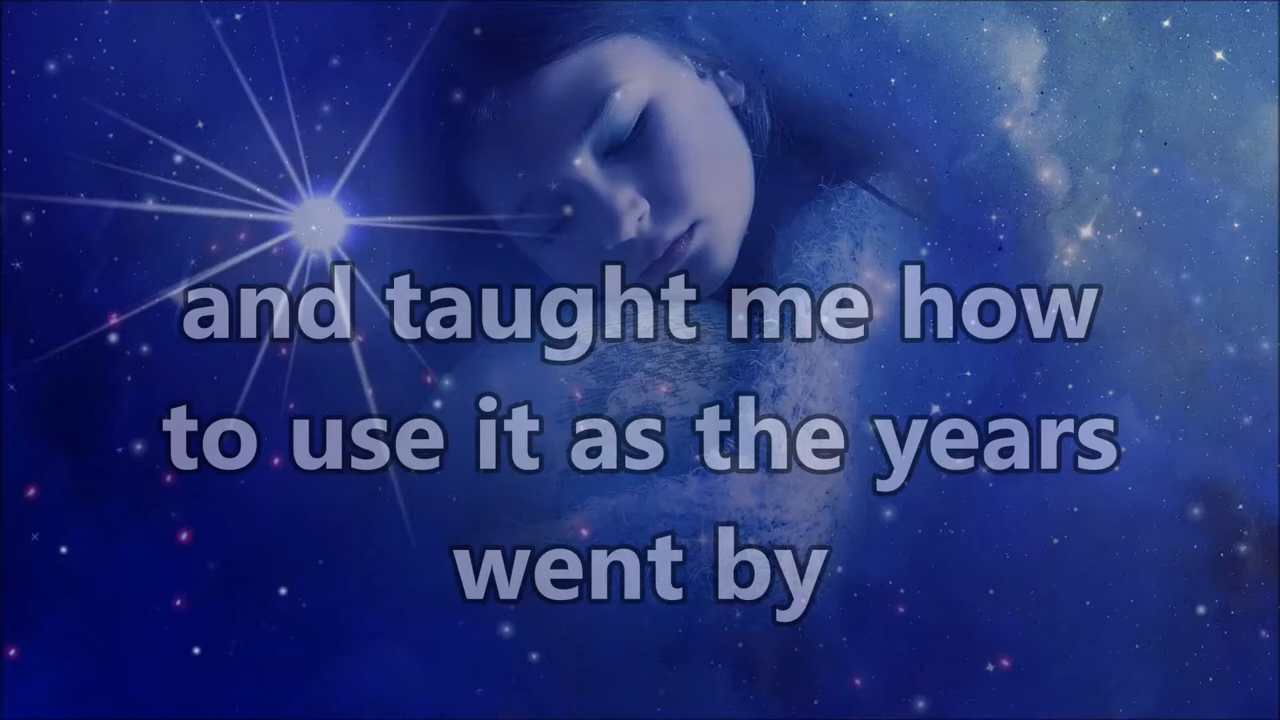 and taught me how
to use it as the years
went by